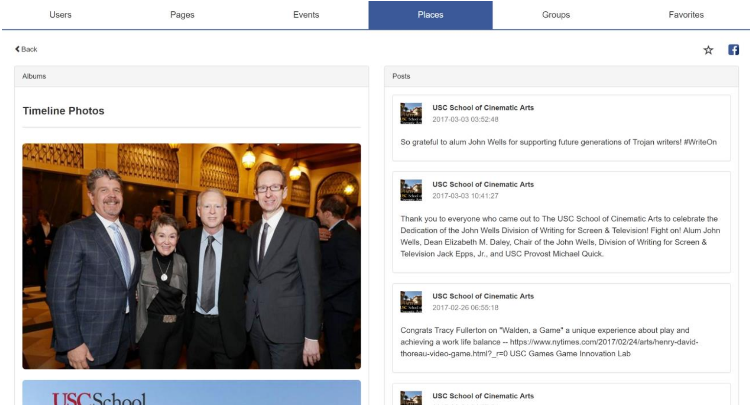 Users Pages Events Places Groups Favorites
Back
Albums
Timeline Photos
USC School
Posts
USC School of Cinematic Arts
2017-03-03 03:52:48
So grateful to alum John Wells for supporting future generations of Trojan writers! #WriteOn
USC School of Cinematic Arts
2017-03-03 10:41:27
Thank you to everyone who came out to The USC School of Cinematic Arts to celebrate the
Dedication of the John Wells Division of Writing for Screen & Television! Fight on! Alum John
Wells, Dean Elizabeth M. Daley, Chair of the John Wells, Division of Writing for Screen &
Television Jack Epps, Jr., and USC Provost Michael Quick.
USC School of Cinematic Arts
2017-02-26 06:55:18
Congrats Tracy Fullerton on "Walden, a Game" a unique experience about play and
achieving a work life balance -- https://www.nytimes.com/2017/02/24/arts/henry-david-
thoreau-video-game.html?_r=0 USC Games Game Innovation Lab
USC School of Cinematic Arts